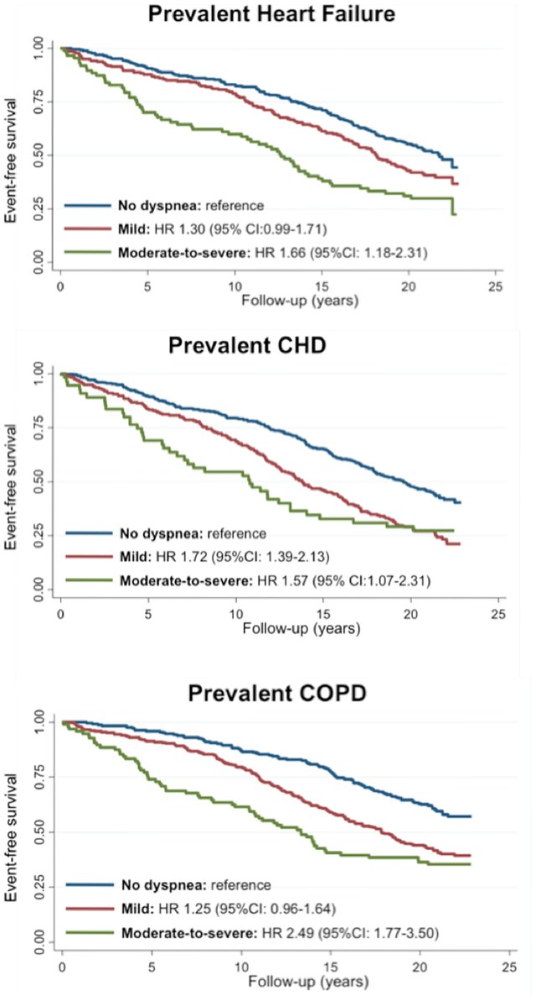 Prevalent Heart Failure
Event-free survival
1.00
0.75
0.50
0.25
0.00
No dyspnea: reference
Mild: HR 1.30 (95% CI:0.99-1.71)
Moderate-to-severe: HR 1.66 (95%CI: 1.18-2.31)
0 5 10 15 20 25
Follow-up (years)
Prevalent CHD
Event-free survival
1.00
0.75
0.50
0.25
0.00
No dyspnea: reference
Mild: HR 1.72 (95%CI: 1.39-2.13)
Moderate-to-severe: HR 1.57 (95% CI:1.07-2.31)
0 5 10 15 20 25
Follow-up (years)
Prevalent COPD
Event-free survival
1.00
0.75
0.50
0.25
0.00
No dyspnea: reference
Mild: HR 1.25 (95%CI: 0.96-1.64)
Moderate-to-severe: HR 2.49 (95%CI: 1.77-3.50)
0 5 10 15 20 25
Follow-up (years)